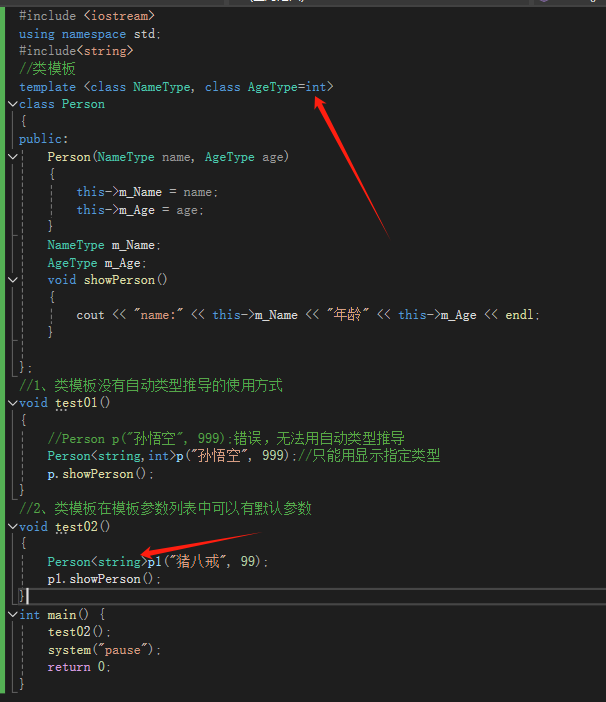 #include <iostream>
using namespace std;
#include<string>
//类模板
template <class NameType, class AgeType=int>
class Person
{
public:
Person(NameType name, AgeType age)
{
this->m_Name = name;
this->m_Age = age;
}
NameType m_Name;
AgeType m_Age;
void showPerson()
{
cout << "name:" << this->m_Name << "年龄" << this->m_Age << endl;
}
};
//1、类模板没有自动类型推导的使用方式
void test01()
{
//Person p("孙悟空", 999);错误，无法用自动类型推导
Person<string,int>p("孙悟空", 999);//只能用显示指定类型
p.showPerson();
}
//2、类模板在模板参数列表中可以有默认参数
void test02()
{
Person<string>p1("猪八戒", 99);
p1.showPerson();
}
int main() {
test02();
system("pause");
return 0;
}